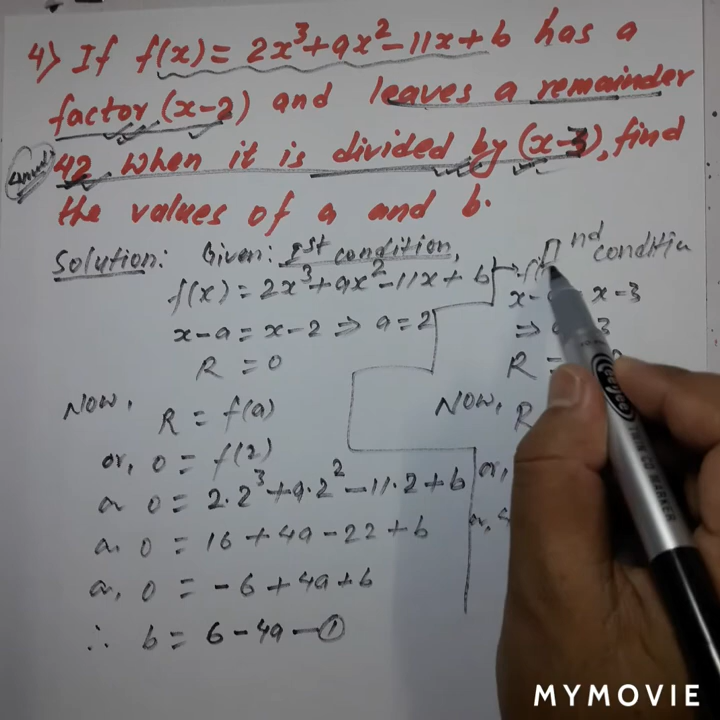 4) If f(x) = 2x³+ax²-11x+b has a
factor (x-2) and leaves a remainder
42 when it is divided by (x-3), find
the values of a and b.
Solution: Given: Ist condition,
f(x) = 2x³+ax²-11x+b
x-a = x-2 ⇒ a = 2
R = 0
Now,
R = f(a)
or, 0 = f(2)
or 0 = 2.2³+a.2²-11.2+b
or 0 = 16+4a-22+b
or, 0 = -6+4a+b
∴ b = 6-4a—①
IInd
x-3
R =
Now,
R
or,
MYMOVIE